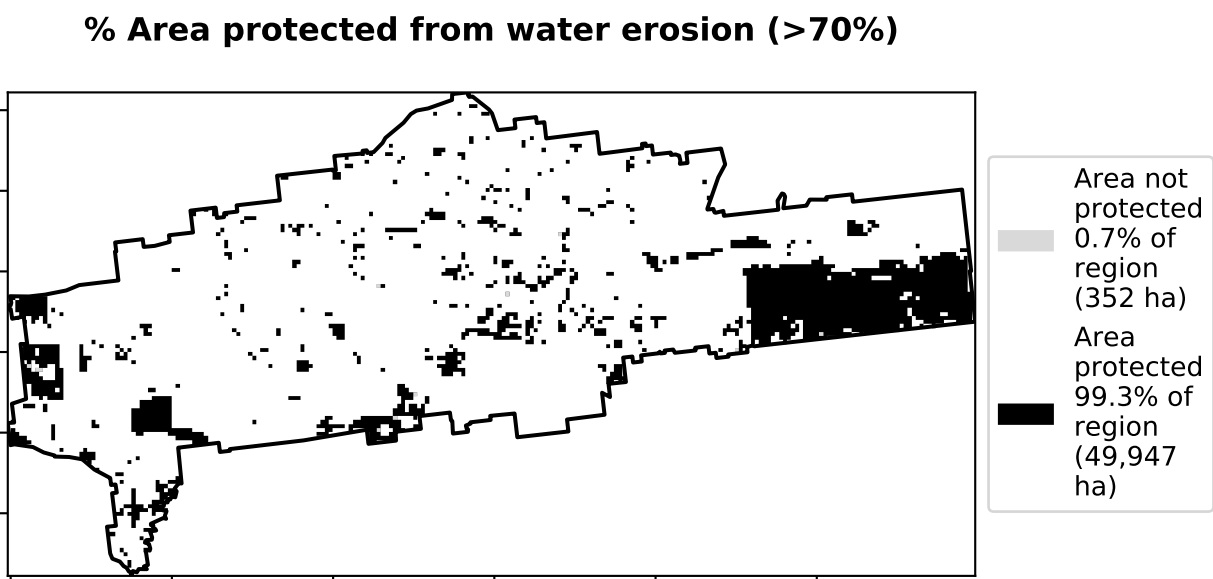 % Area protected from water erosion (>70%)
Area not
protected
0.7% of
region
(352 ha)
Area
protected
99.3% of
region
(49,947
ha)